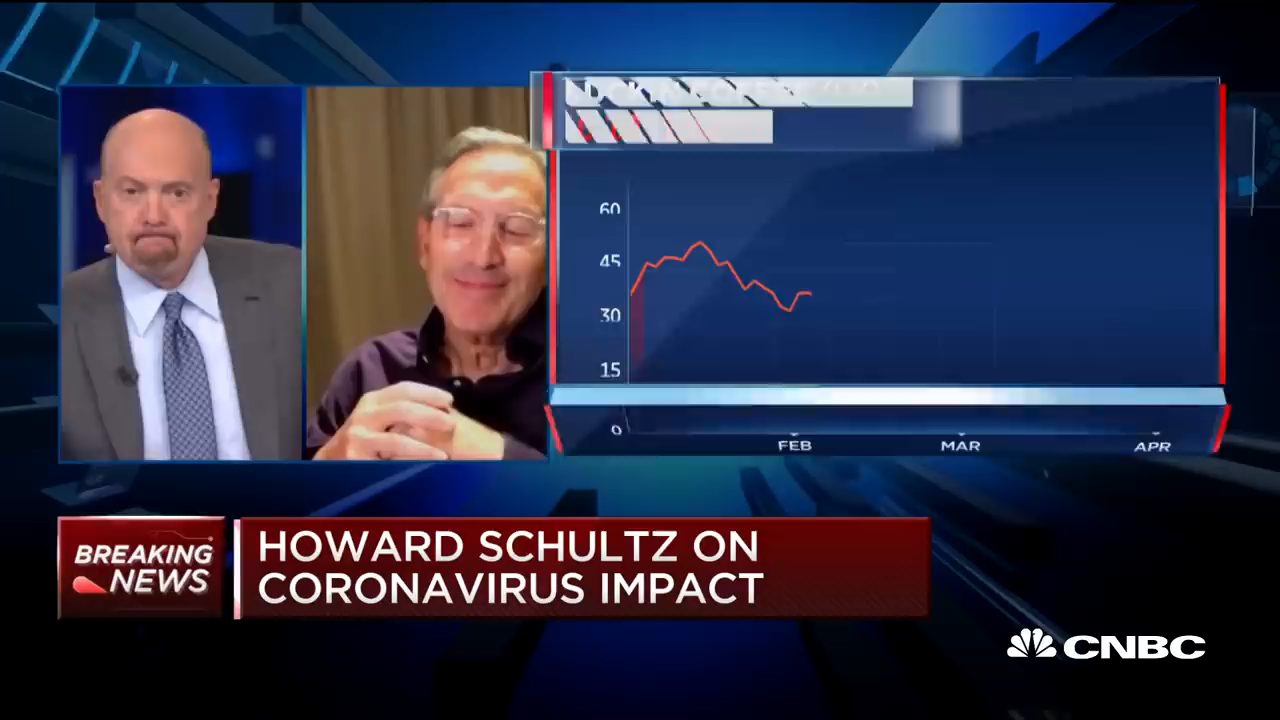 60
45
30
15
0
FEB MAR APR
BREAKING
NEWS
HOWARD SCHULTZ ON
CORONAVIRUS IMPACT
CNBC